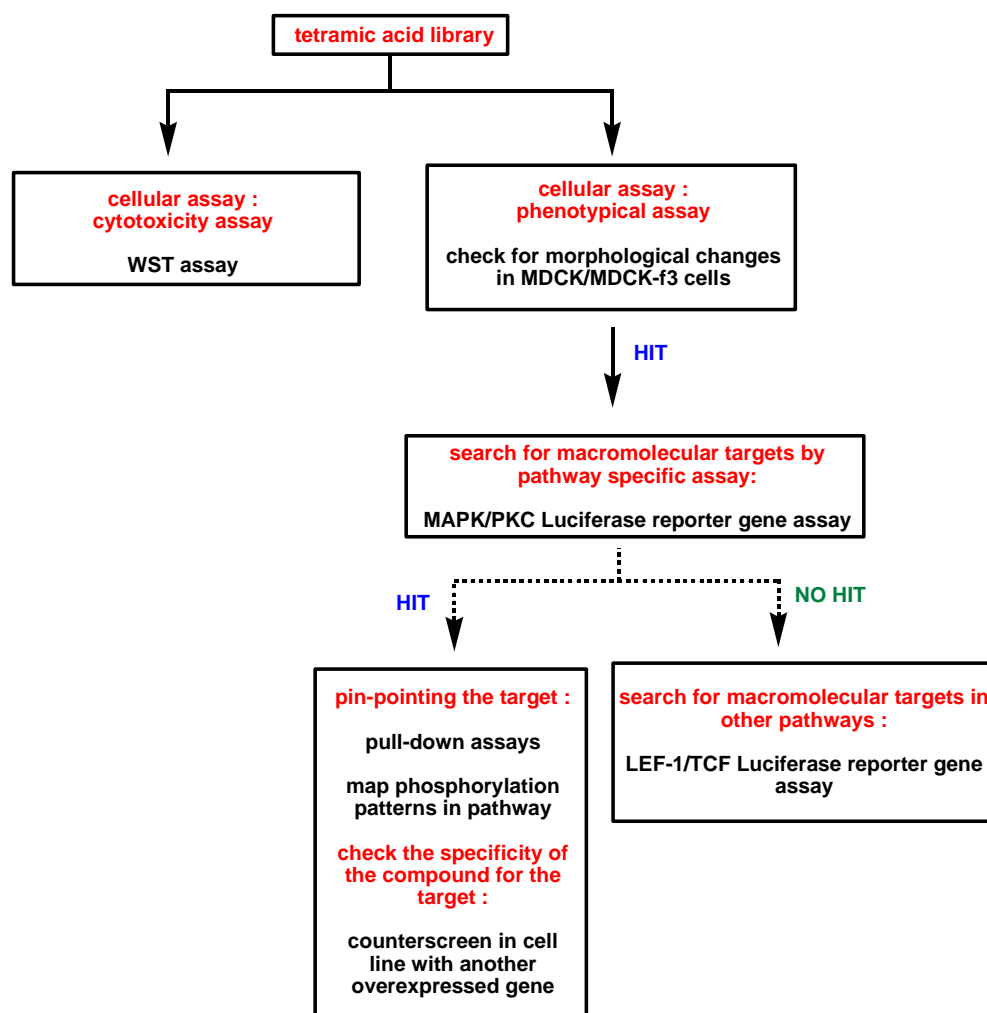 tetramic acid library
cellular assay :
cytotoxicity assay
WST assay
cellular assay :
phenotypical assay
check for morphological changes
in MDCK/MDCK-f3 cells
HIT
search for macromolecular targets by
pathway specific assay:
MAPK/PKC Luciferase reporter gene assay
HIT
NO HIT
pin-pointing the target :
pull-down assays
map phosphorylation
patterns in pathway
check the specificity of
the compound for the
target :
counterscreen in cell
line with another
overexpressed gene
search for macromolecular targets in
other pathways :
LEF-1/TCF Luciferase reporter gene
assay